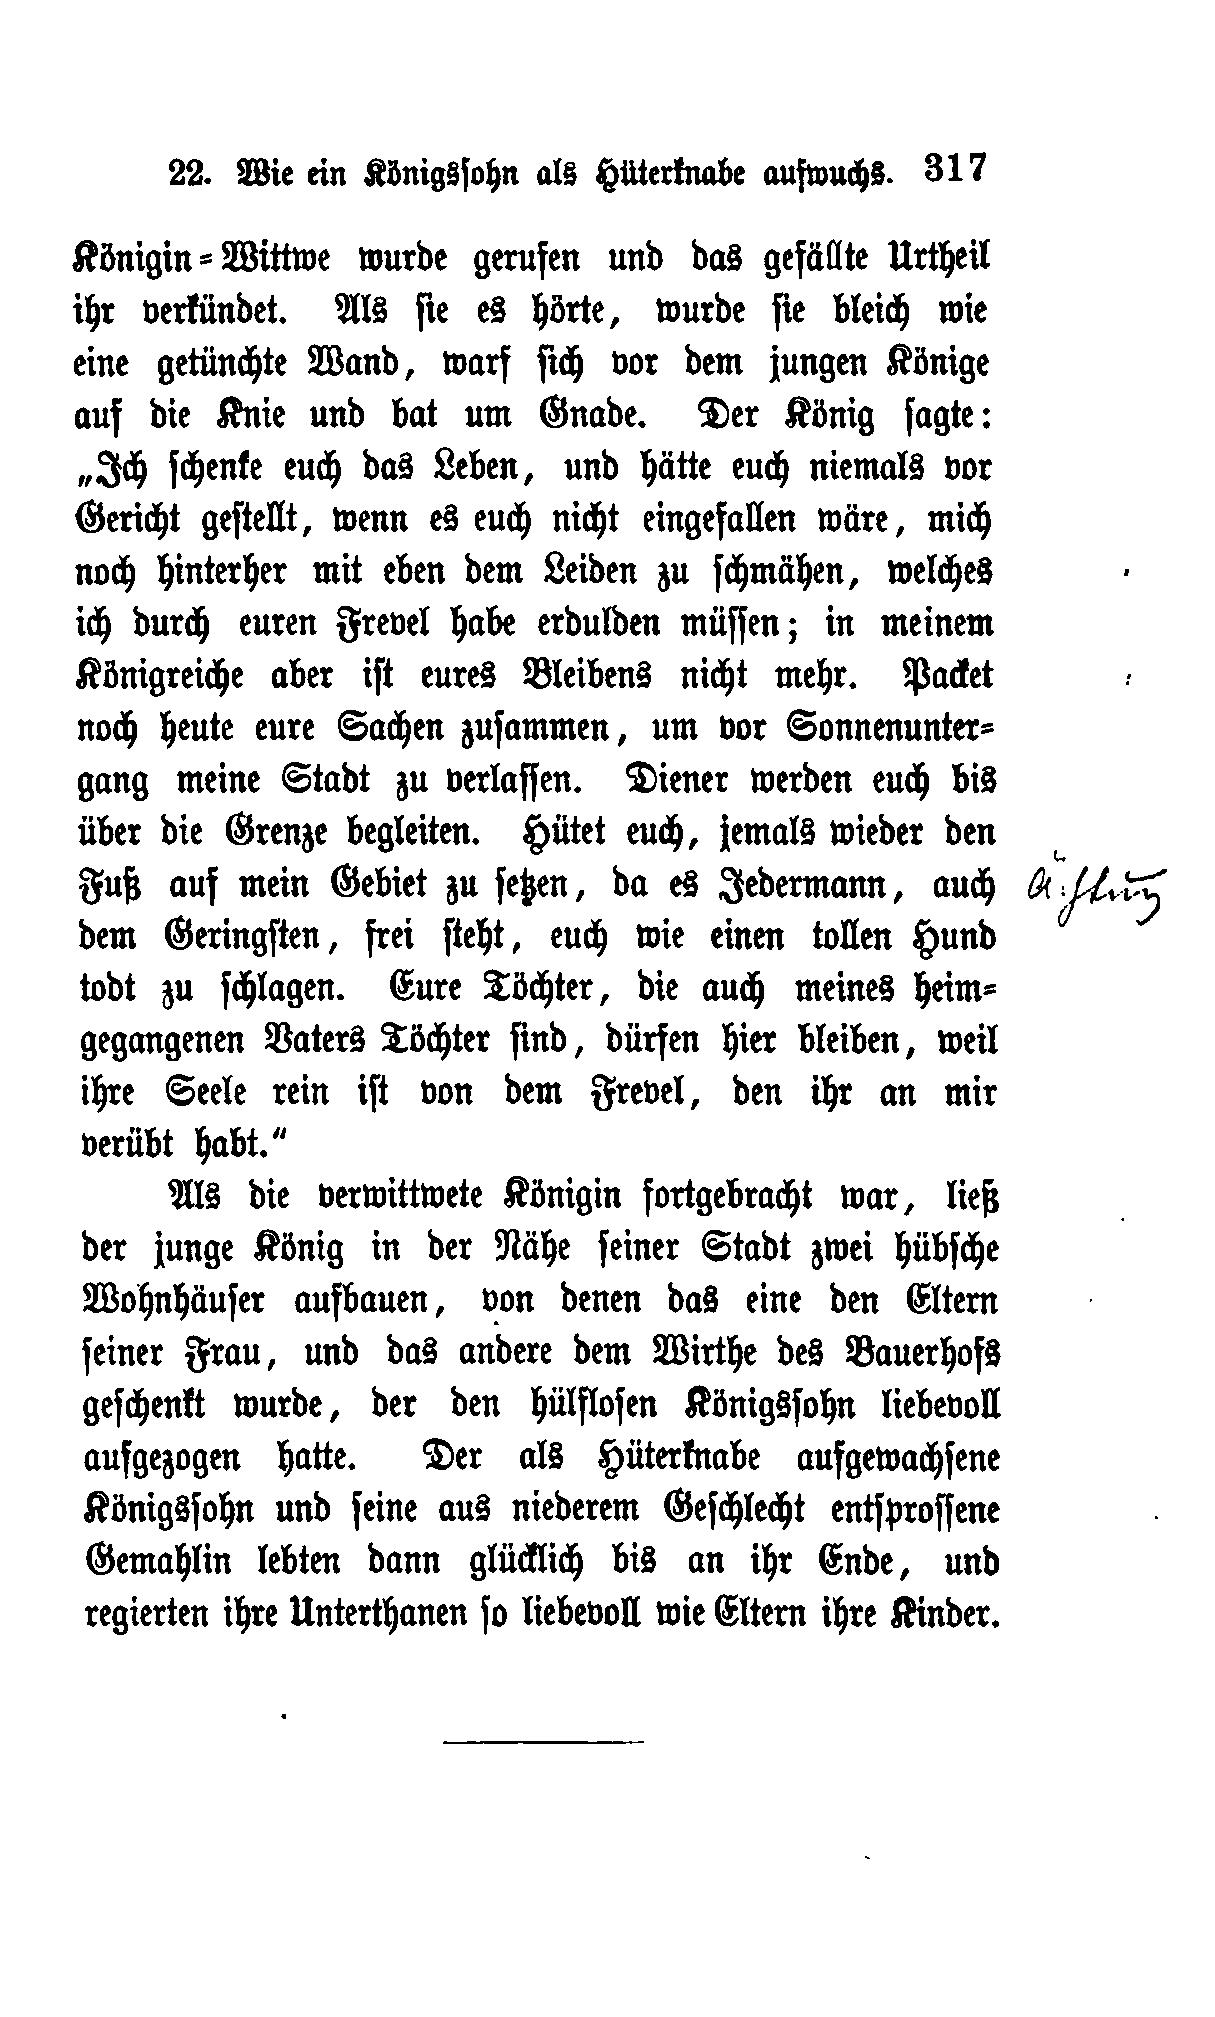 22. Wie ein Königssohn als Hüterknabe aufwuchs. 317
Königin-Wittwe wurde gerufen und das gefällte Urtheil
ihr verkündet. Als sie es hörte, wurde sie bleich wie
eine getünchte Wand, warf sich vor dem jungen Könige
auf die Knie und bat um Gnade. Der König sagte:
„Ich schenke euch das Leben, und hätte euch niemals vor
Gericht gestellt, wenn es euch nicht eingefallen wäre, mich
noch hinterher mit eben dem Leiden zu schmähen, welches
ich durch euren Frevel habe erdulden müssen; in meinem
Königreiche aber ist eures Bleibens nicht mehr. Packet
noch heute eure Sachen zusammen, um vor Sonnenunter-
gang meine Stadt zu verlassen. Diener werden euch bis
über die Grenze begleiten. Hütet euch, jemals wieder den
Fuß auf mein Gebiet zu setzen, da es Jedermann, auch
dem Geringsten, frei steht, euch wie einen tollen Hund
todt zu schlagen. Eure Töchter, die auch meines heim-
gegangenen Vaters Töchter sind, dürfen hier bleiben, weil
ihre Seele rein ist von dem Frevel, den ihr an mir
verübt habt."
Als die verwittwete Königin fortgebracht war, ließ
der junge König in der Nähe seiner Stadt zwei hübsche
Wohnhäuser aufbauen, von denen das eine den Eltern
seiner Frau, und das andere dem Wirthe des Bauerhofs
geschenkt wurde, der den hülflosen Königssohn liebevoll
aufgezogen hatte. Der als Hüterknabe aufgewachsene
Königssohn und seine aus niederem Geschlecht entsprossene
Gemahlin lebten dann glücklich bis an ihr Ende, und
regierten ihre Unterthanen so liebevoll wie Eltern ihre Kinder.